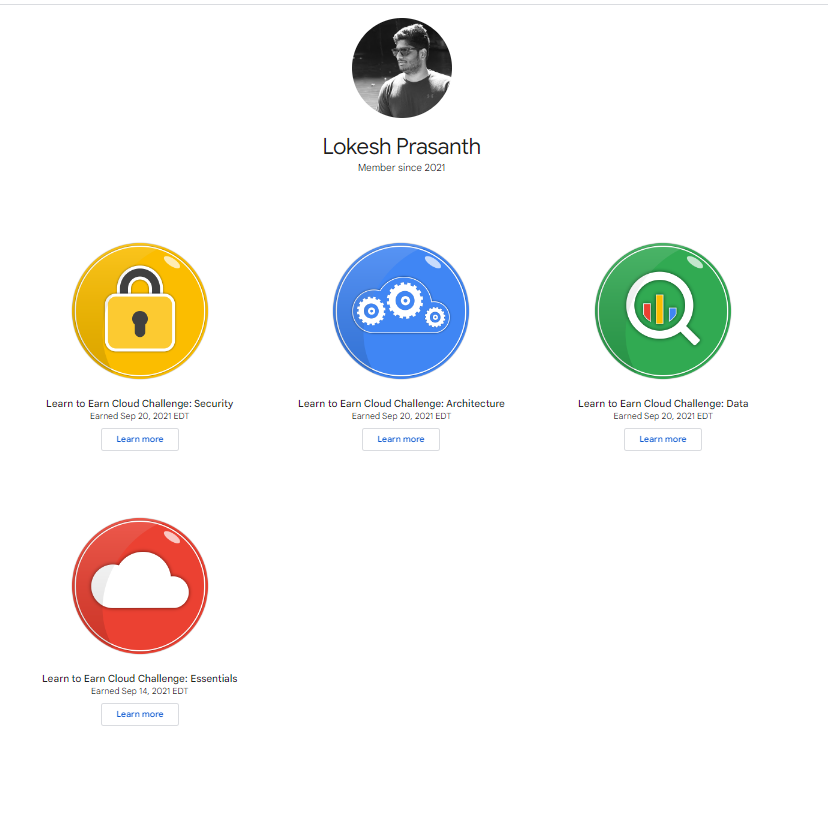 Lokesh Prasanth
Member since 2021
Learn to Earn Cloud Challenge: Security
Earned Sep 20, 2021 EDT
Learn more
Learn to Earn Cloud Challenge: Architecture
Earned Sep 20, 2021 EDT
Learn more
Learn to Earn Cloud Challenge: Data
Earned Sep 20, 2021 EDT
Learn more
Learn to Earn Cloud Challenge: Essentials
Earned Sep 14, 2021 EDT
Learn more